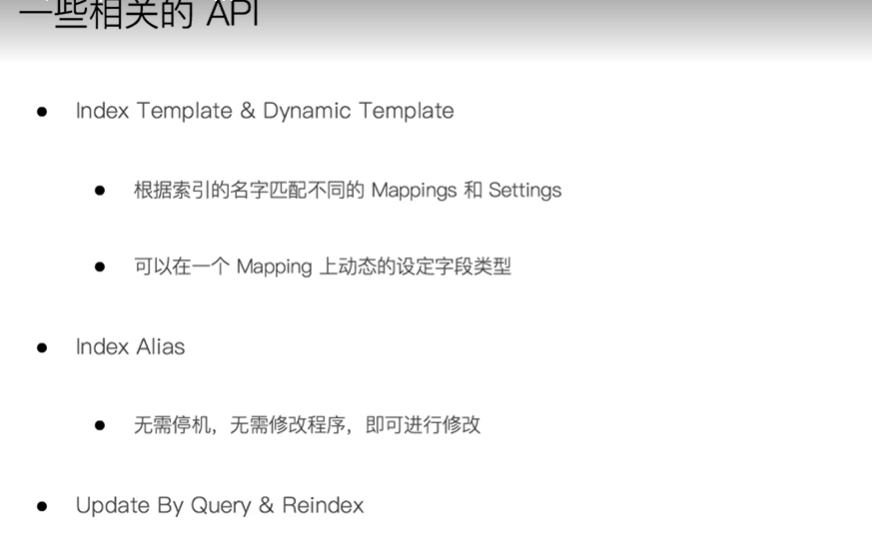 一些相关的 API
● Index Template & Dynamic Template
● 根据索引的名字匹配不同的 Mappings 和 Settings
● 可以在一个 Mapping 上动态的设定字段类型
● Index Alias
● 无需停机，无需修改程序，即可进行修改
● Update By Query & Reindex